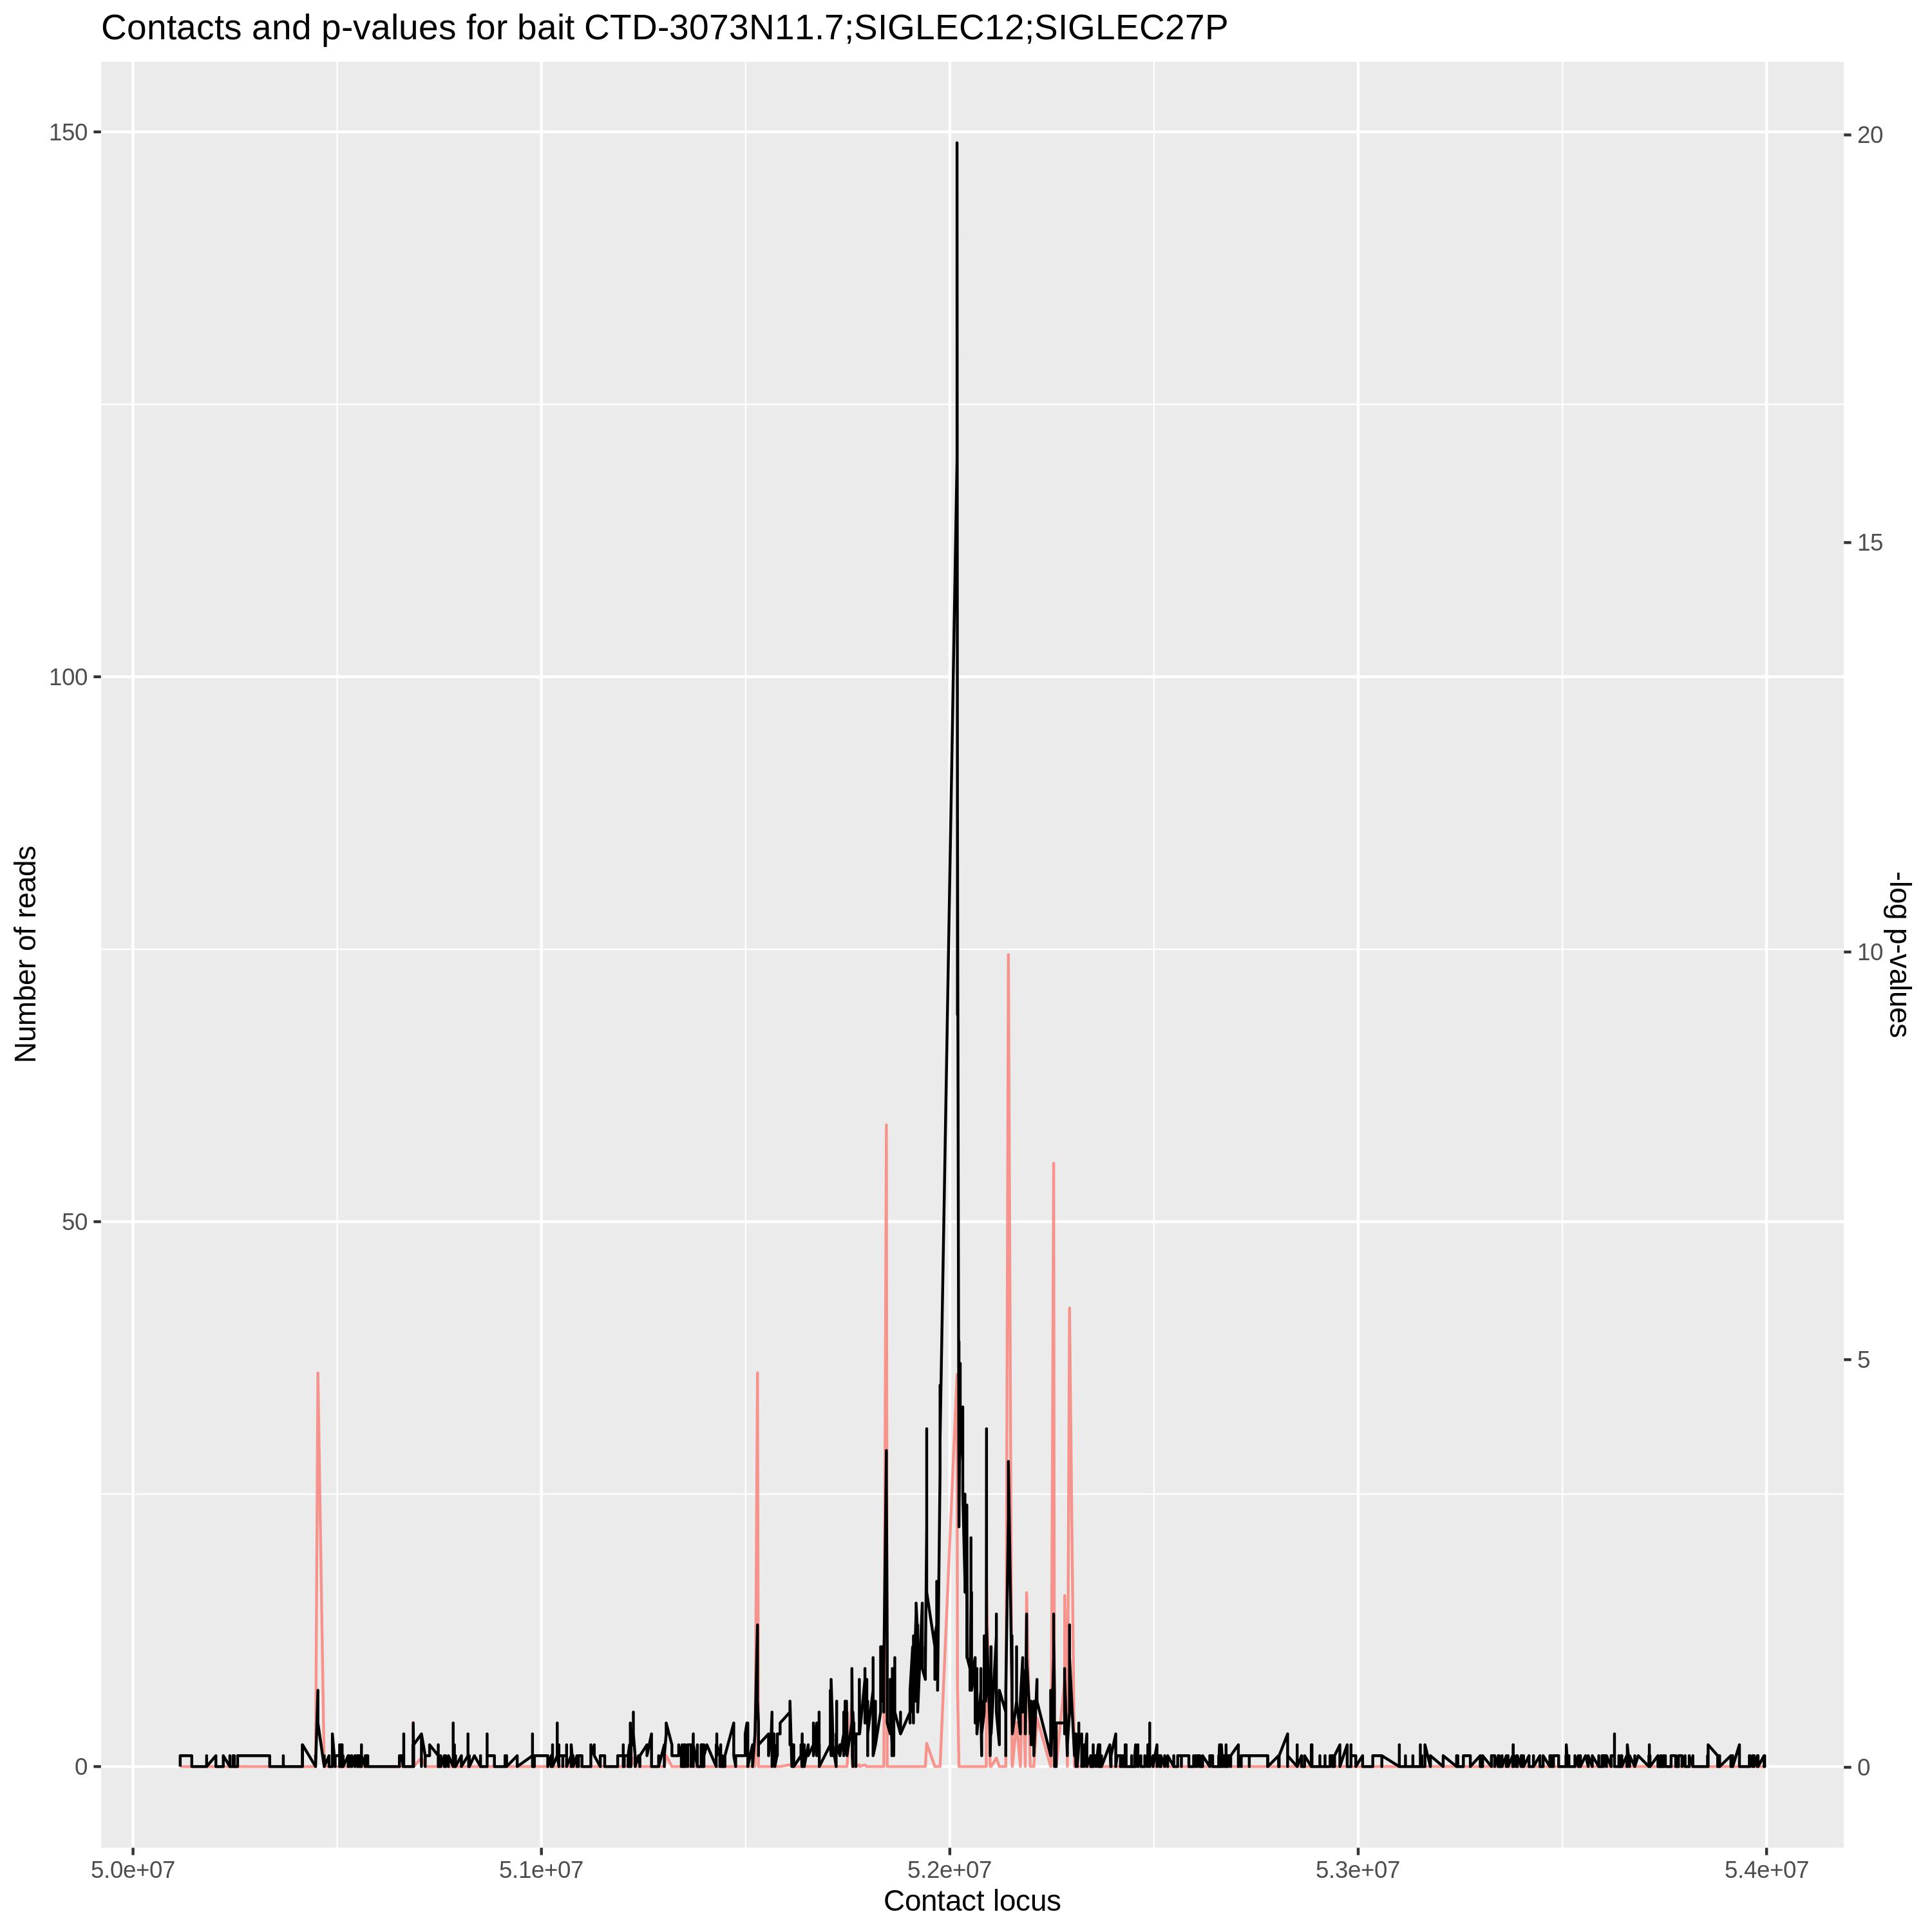 Contacts and p-values for bait CTD-3073N11.7;SIGLEC12;SIGLEC27P
150
100
50
0
Number of reads
20
15
10
5
0
-log p-values
5.0e+07
5.1e+07
5.2e+07
5.3e+07
5.4e+07
Contact locus